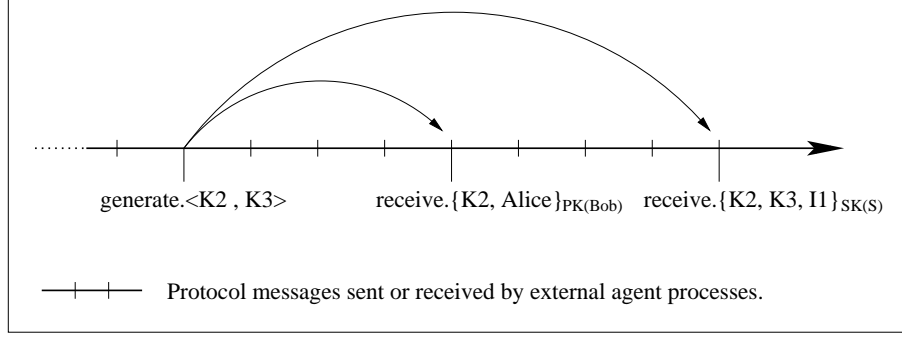 generate.<K2 , K3>
receive.{K2, Alice}PK(Bob)
receive.{K2, K3, I1}SK(S)
Protocol messages sent or received by external agent processes.